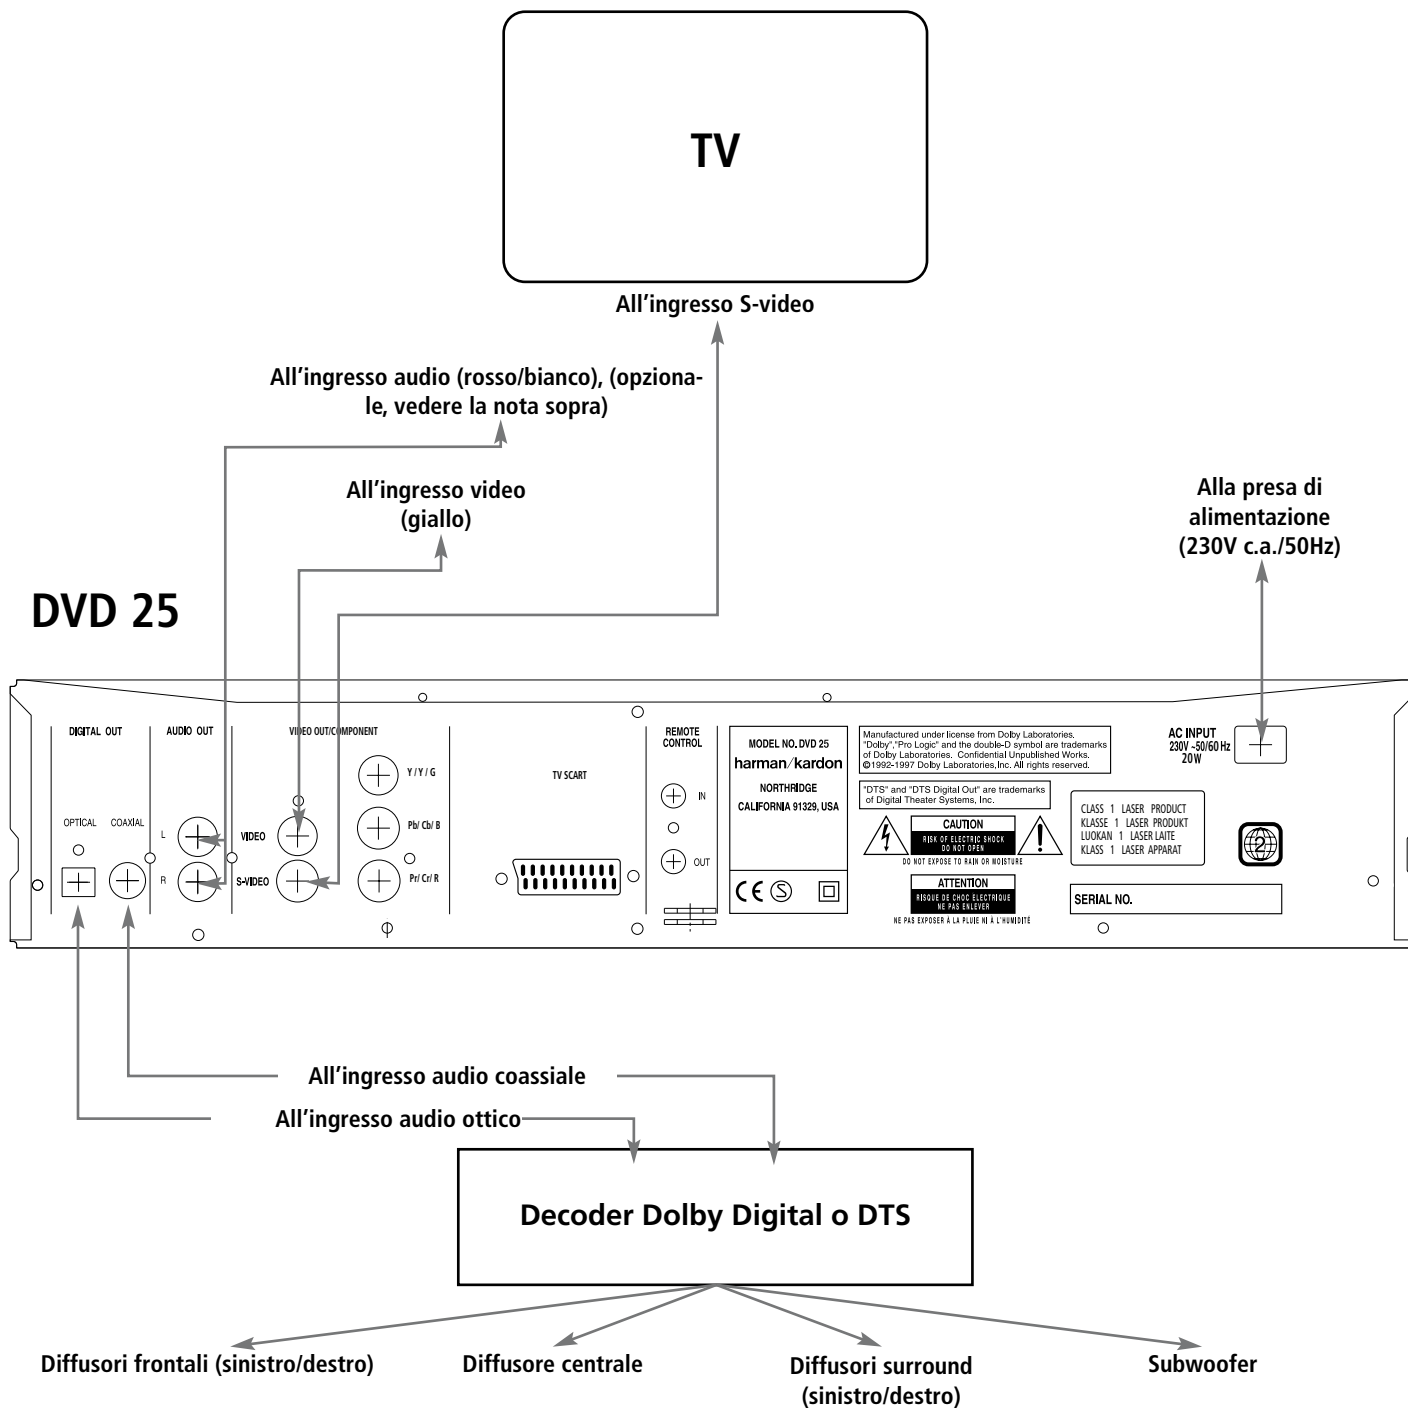 TV
All'ingresso S-video
All'ingresso audio (rosso/bianco), (opziona-
le, vedere la nota sopra)
All'ingresso video
(giallo)
Alla presa di
alimentazione
(230V c.a./50Hz)
DVD 25
DIGITAL OUT
AUDIO OUT
VIDEO OUT/COMPONENT
TV SCART
REMOTE
CONTROL
OPTICAL
COAXIAL
L
R
VIDEO
S-VIDEO
Y / Y / G
Pb/ Cb/ B
Pr/ Cr/ R
IN
OUT
MODEL NO. DVD 25
harman/kardon
NORTHRIDGE
CALIFORNIA 91329, USA
CE S
Manufactured under license from Dolby Laboratories.
"Dolby","Pro Logic" and the double-D symbol are trademarks
of Dolby Laboratories. Confidential Unpublished Works.
©1992-1997 Dolby Laboratories,Inc. All rights reserved.
"DTS" and "DTS Digital Out" are trademarks
of Digital Theater Systems, Inc.
CAUTION
RISK OF ELECTRIC SHOCK
DO NOT OPEN
DO NOT EXPOSE TO RAIN OR MOISTURE
ATTENTION
RISQUE DE CHOC ELECTRIQUE
NE PAS ENLEVER
NE PAS EXPOSER À LA PLUIE NI À L'HUMIDITÉ
AC INPUT
230V ~50/60 Hz
20W
CLASS 1 LASER PRODUCT
KLASSE 1 LASER PRODUKT
LUOKAN 1 LASER LAITE
KLASS 1 LASER APPARAT
2
SERIAL NO.
All'ingresso audio coassiale
All'ingresso audio ottico
Decoder Dolby Digital o DTS
Diffusori frontali (sinistro/destro)
Diffusore centrale
Diffusori surround
(sinistro/destro)
Subwoofer